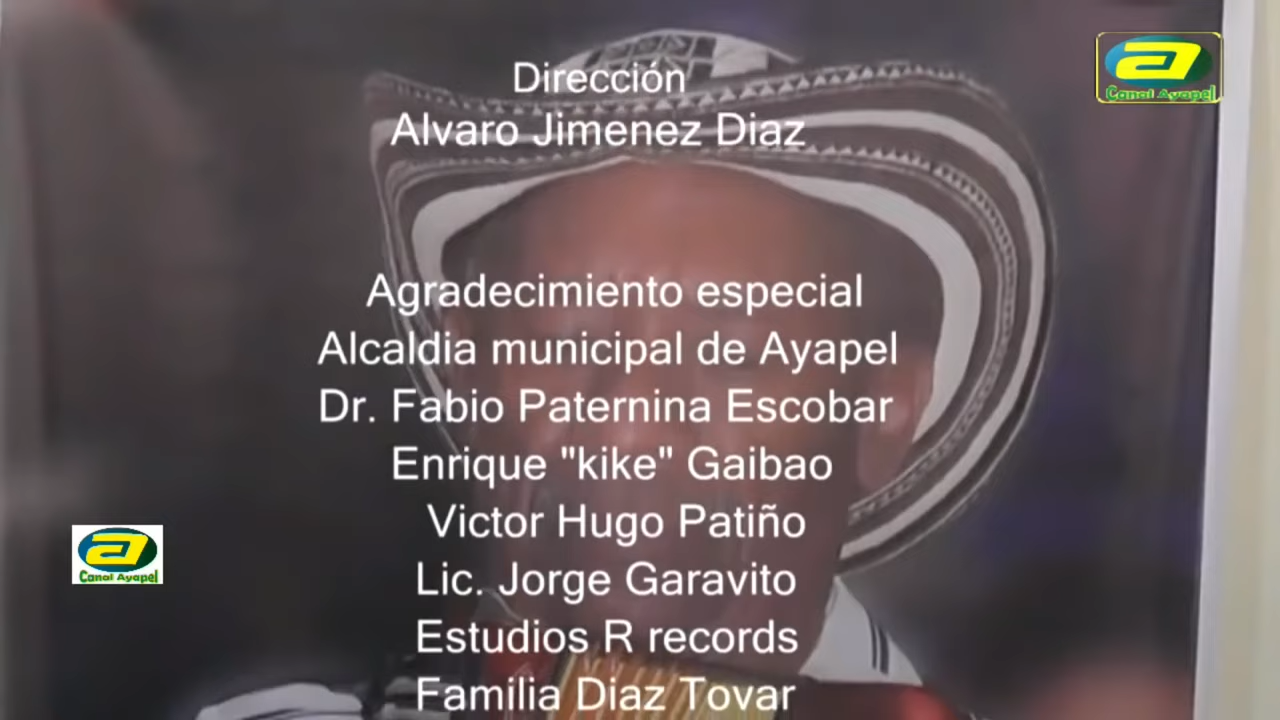 Dirección
Alvaro Jimenez Diaz
Agradecimiento especial
Alcaldia municipal de Ayapel
Dr. Fabio Paternina Escobar
Enrique "kike" Gaibao
Victor Hugo Patiño
Lic. Jorge Garavito
Estudios R records
Familia Diaz Tovar
a
Canal Ayapel
a
Canal Ayapel